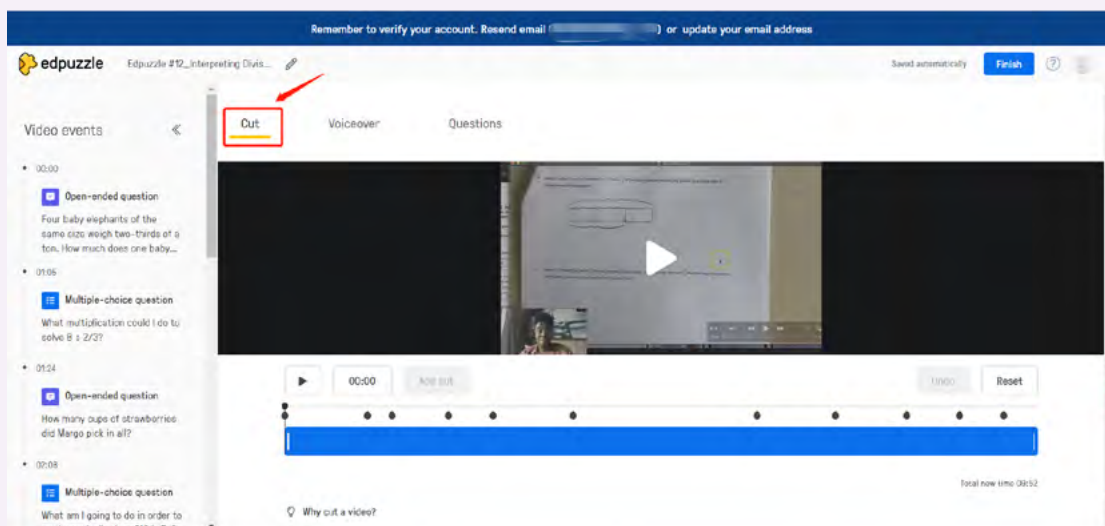 Remember to verify your account. Resend email ( ) or update your email address
edpuzzle
Edpuzzle #12_Interpreting Divis...
Saved automatically
Finish
?
Video events
Cut
Voiceover
Questions
00:00
Open-ended question
Four baby elephants of the
same size weigh two-thirds of a
ton. How much does one baby...
01:06
Multiple-choice question
What multiplication could I do to
solve 8 ÷ 2/3?
01:24
Open-ended question
How many cups of strawberries
did Margo pick in all?
02:08
Multiple-choice question
What am I going to do in order to
00:00
Add cut
Undo
Reset
Total new time 09:52
Why cut a video?